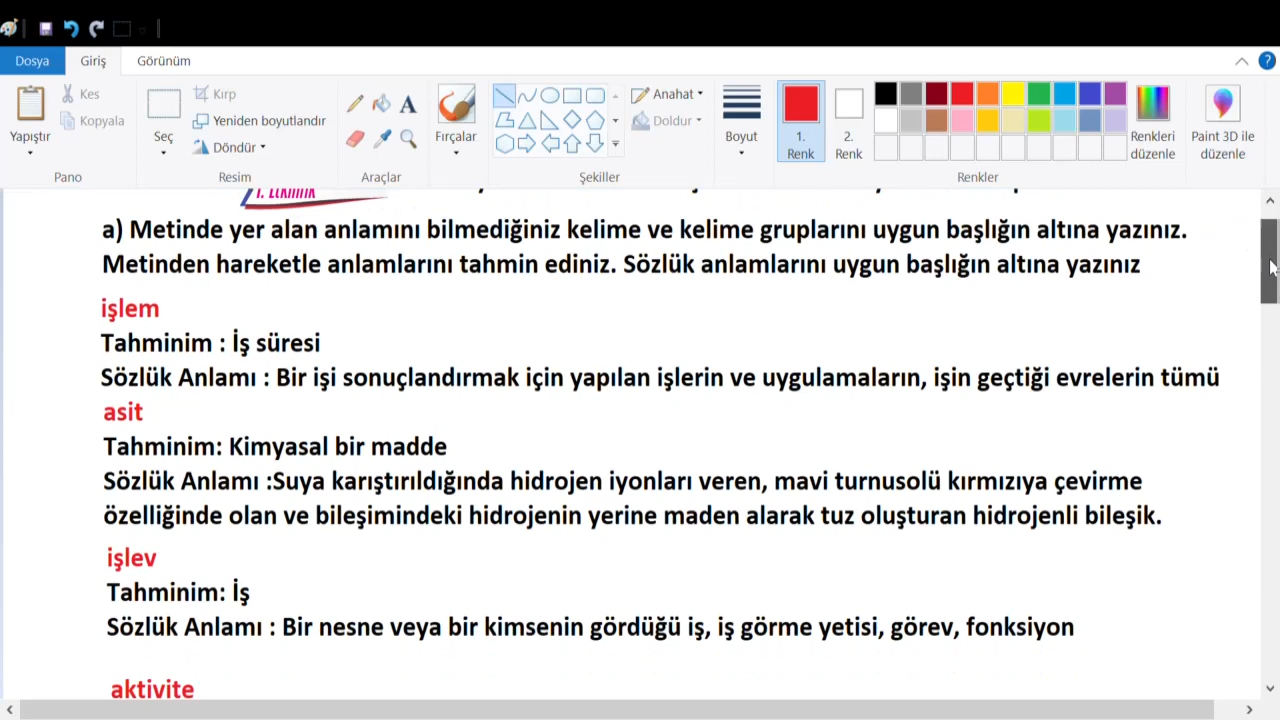 Dosya Giriş Görünüm
Yapıştır
Kes
Kopyala
Pano
Seç
Kırp
Yeniden boyutlandır
Döndür
Resim
A
Araçlar
Fırçalar
Şekiller
Anahat
Doldur
Boyut
1.
Renk
2.
Renk
Renkler
Renkleri
düzenle
Paint 3D ile
düzenle
?
1. Etkinlik
a) Metinde yer alan anlamını bilmediğiniz kelime ve kelime gruplarını uygun başlığın altına yazınız.
Metinden hareketle anlamlarını tahmin ediniz. Sözlük anlamlarını uygun başlığın altına yazınız
işlem
Tahminim : İş süresi
Sözlük Anlamı : Bir işi sonuçlandırmak için yapılan işlerin ve uygulamaların, işin geçtiği evrelerin tümü
asit
Tahminim: Kimyasal bir madde
Sözlük Anlamı :Suya karıştırıldığında hidrojen iyonları veren, mavi turnusolü kırmızıya çevirme
özelliğinde olan ve bileşimindeki hidrojenin yerine maden alarak tuz oluşturan hidrojenli bileşik.
işlev
Tahminim: İş
Sözlük Anlamı : Bir nesne veya bir kimsenin gördüğü iş, iş görme yetisi, görev, fonksiyon
aktivite